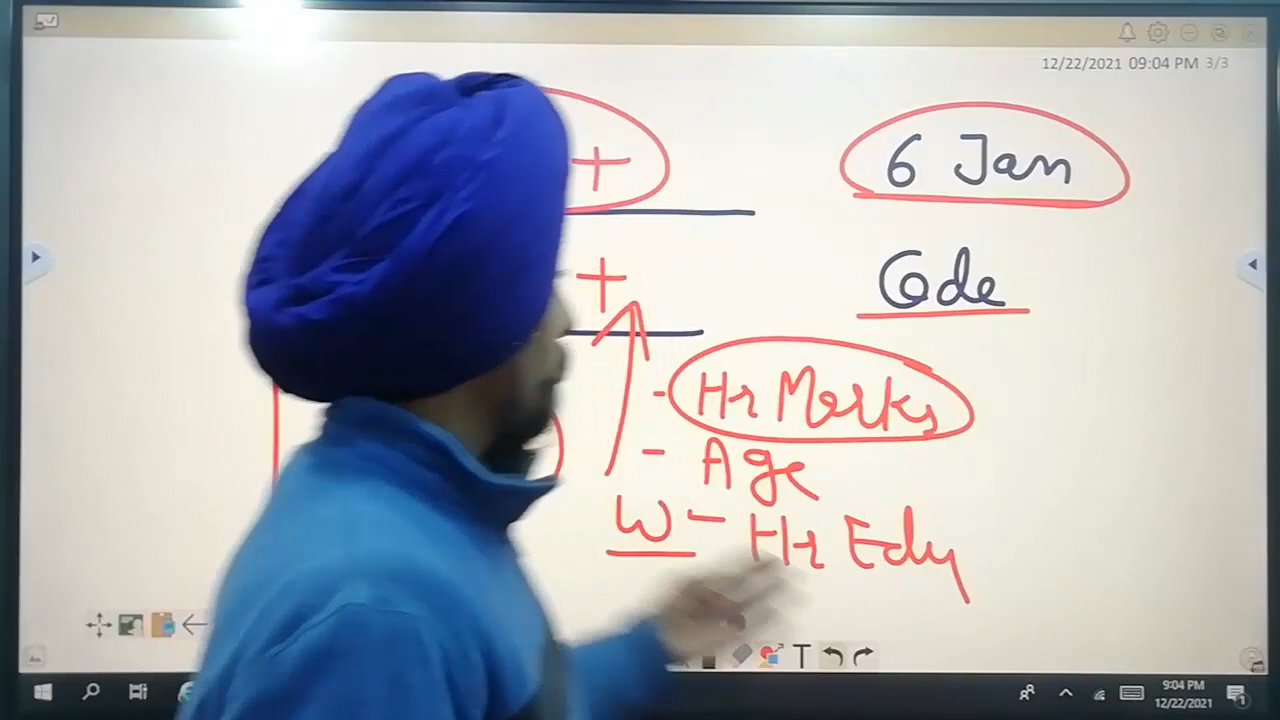 12/22/2021 09:04 PM 3/3
+ 6 Jan
+ Code
- Hr Marks
- Age
W - Hr Edu
T
9:04 PM
12/22/2021